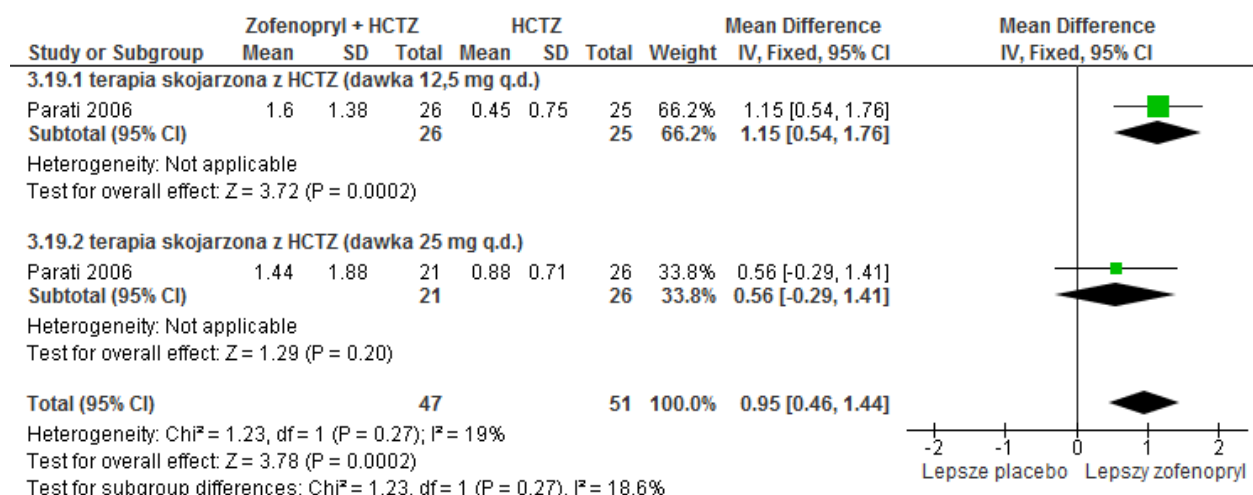 Zofenopryl + HCTZ HCTZ Mean Difference Mean Difference
Study or Subgroup Mean SD Total Mean SD Total Weight IV, Fixed, 95% CI IV, Fixed, 95% CI
3.19.1 terapia skojarzona z HCTZ (dawka 12,5 mg q.d.)
Parati 2006 1.6 1.38 26 0.45 0.75 25 66.2% 1.15 [0.54, 1.76]
Subtotal (95% CI) 26 25 66.2% 1.15 [0.54, 1.76]
Heterogeneity: Not applicable
Test for overall effect: Z = 3.72 (P = 0.0002)
3.19.2 terapia skojarzona z HCTZ (dawka 25 mg q.d.)
Parati 2006 1.44 1.88 21 0.88 0.71 26 33.8% 0.56 [-0.29, 1.41]
Subtotal (95% CI) 21 26 33.8% 0.56 [-0.29, 1.41]
Heterogeneity: Not applicable
Test for overall effect: Z = 1.29 (P = 0.20)
Total (95% CI) 47 51 100.0% 0.95 [0.46, 1.44]
Heterogeneity: Chi² = 1.23, df = 1 (P = 0.27); I² = 19%
Test for overall effect: Z = 3.78 (P = 0.0002)
Test for subgroup differences: Chi² = 1.23, df = 1 (P = 0.27), I² = 18.6%
-2 -1 0 1 2
Lepsze placebo Lepszy zofenopryl